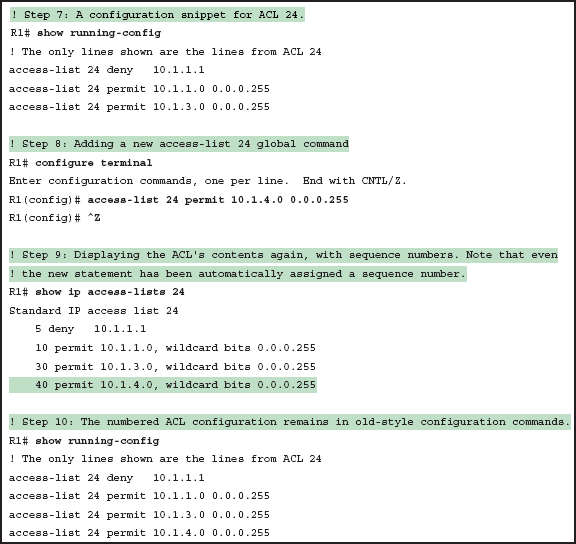 ! Step 7: A configuration snippet for ACL 24.
R1# show running-config
! The only lines shown are the lines from ACL 24
access-list 24 deny   10.1.1.1
access-list 24 permit 10.1.1.0 0.0.0.255
access-list 24 permit 10.1.3.0 0.0.0.255

! Step 8: Adding a new access-list 24 global command
R1# configure terminal
Enter configuration commands, one per line.  End with CNTL/Z.
R1(config)# access-list 24 permit 10.1.4.0 0.0.0.255
R1(config)# ^Z

! Step 9: Displaying the ACL's contents again, with sequence numbers. Note that even
! the new statement has been automatically assigned a sequence number.
R1# show ip access-lists 24
Standard IP access list 24
    5 deny   10.1.1.1
    10 permit 10.1.1.0, wildcard bits 0.0.0.255
    30 permit 10.1.3.0, wildcard bits 0.0.0.255
    40 permit 10.1.4.0, wildcard bits 0.0.0.255

! Step 10: The numbered ACL configuration remains in old-style configuration commands.
R1# show running-config
! The only lines shown are the lines from ACL 24
access-list 24 deny   10.1.1.1
access-list 24 permit 10.1.1.0 0.0.0.255
access-list 24 permit 10.1.3.0 0.0.0.255
access-list 24 permit 10.1.4.0 0.0.0.255